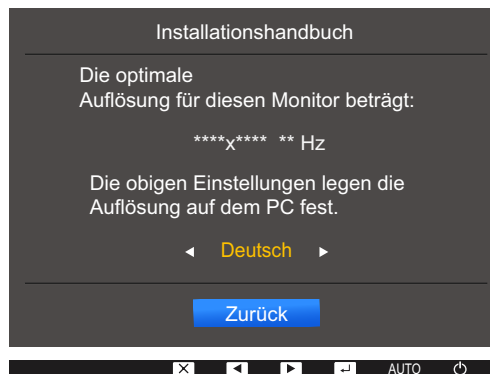 Installationshandbuch
Die optimale
Auflösung für diesen Monitor beträgt:
****x**** ** Hz
Die obigen Einstellungen legen die
Auflösung auf dem PC fest.
Deutsch
Zurück
AUTO